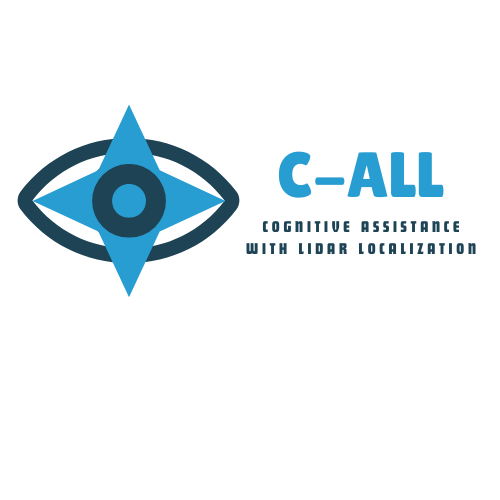 C-ALL
COGNITIVE ASSISTANCE
WITH LIDAR LOCALIZATION